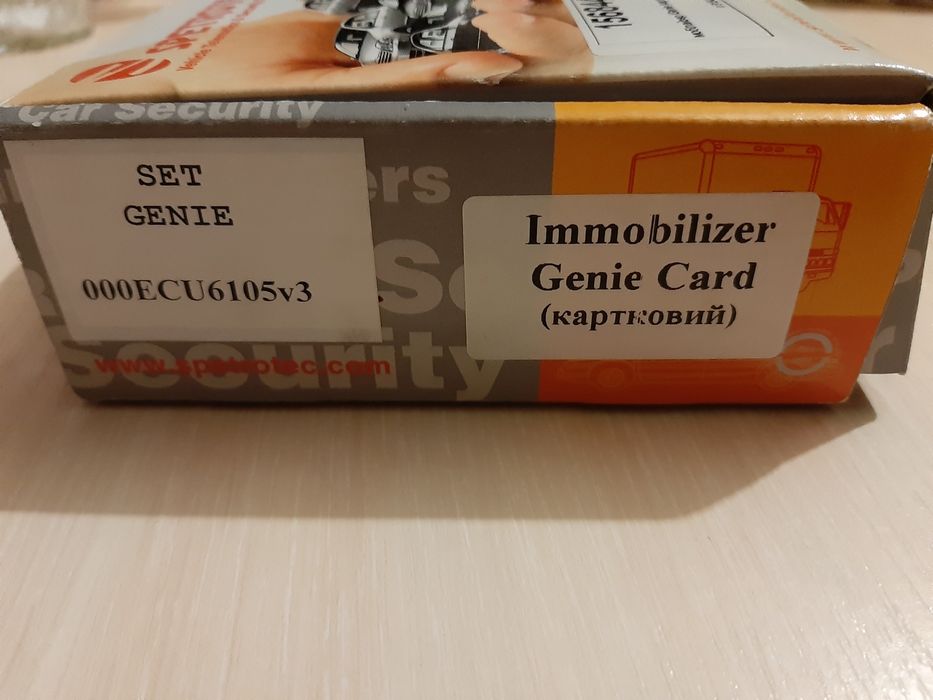 Car Security
SET
GENIE
000ECU6105v3
Immobilizer
Genie Card
(картковий)
Security
www.spetrotec.com